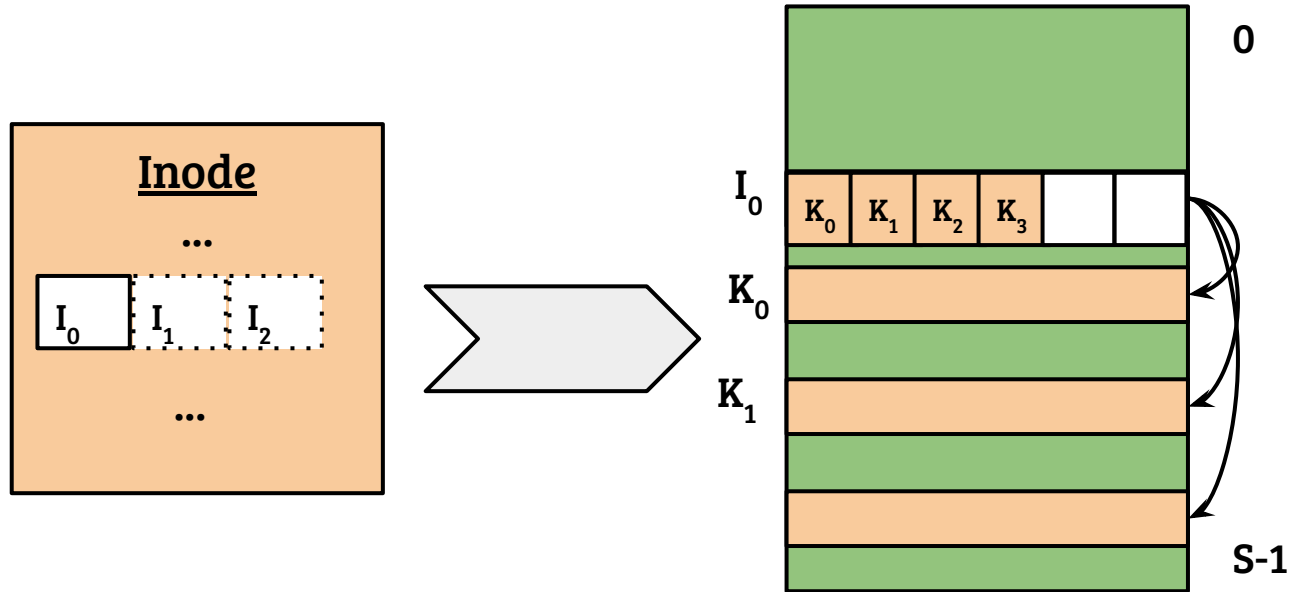 Inode
...
I₀ I₁ I₂
...
0
I₀
K₀ K₁ K₂ K₃
K₀
K₁
S-1